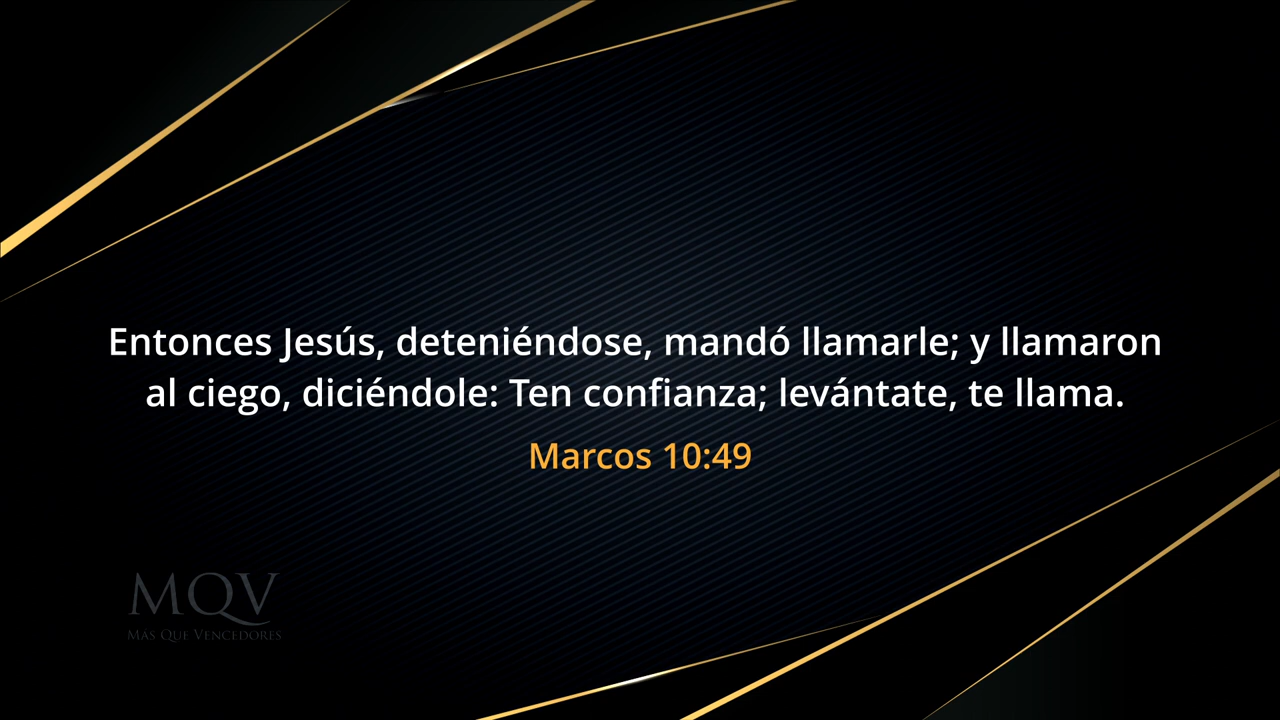 Entonces Jesús, deteniéndose, mandó llamarle; y llamaron
al ciego, diciéndole: Ten confianza; levántate, te llama.
Marcos 10:49
MQV
Mas Que Vencedores